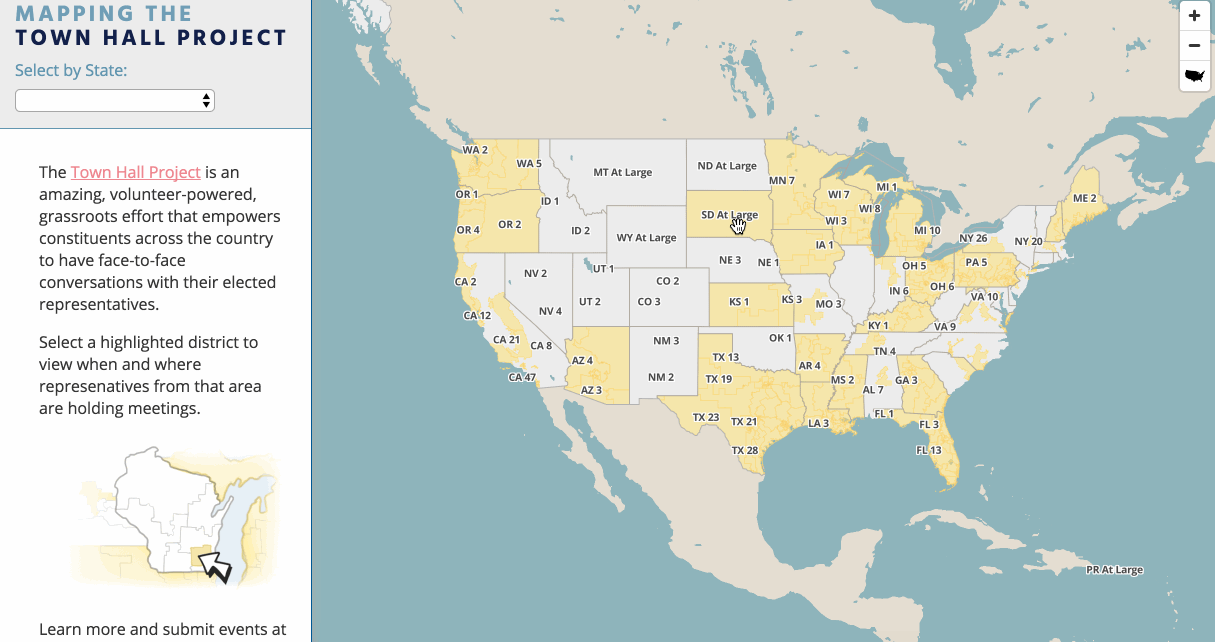 MAPPING THE
TOWN HALL PROJECT
Select by State:
The Town Hall Project is an
amazing, volunteer-powered,
grassroots effort that empowers
constituents across the country
to have face-to-face
conversations with their elected
representatives.
Select a highlighted district to
view when and where
represenatives from that area
are holding meetings.
Learn more and submit events at
+
−
WA 2
WA 5
MT At Large
ND At Large
MN 7
OR 1
ID 1
SD At Large
WI 7
MI 1
ME 2
OR 4
OR 2
ID 2
WY At Large
WI 3
WI 8
MI 10
NY 26
NY 20
IA 1
NE 3
NE 1
OH 5
PA 5
CA 2
NV 2
UT 1
CO 2
IN 6
OH 6
VA 10
UT 2
CO 3
KS 1
KS 3
MO 3
CA 12
NV 4
KY 1
VA 9
CA 21
CA 8
NM 3
OK 1
TN 4
AZ 4
TX 13
AR 4
CA 47
AZ 3
NM 2
TX 19
MS 2
AL 7
GA 3
TX 23
TX 21
LA 3
FL 1
FL 3
TX 28
FL 13
PR At Large